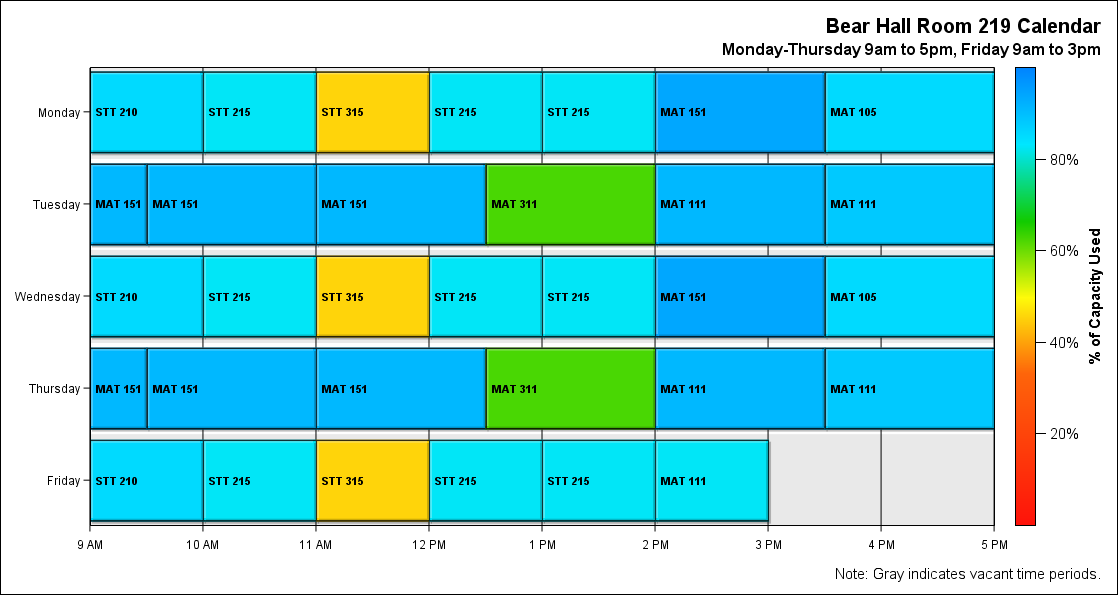 Bear Hall Room 219 Calendar
Monday-Thursday 9am to 5pm, Friday 9am to 3pm
Monday STT 210 STT 215 STT 315 STT 215 STT 215 MAT 151 MAT 105
80%
Tuesday MAT 151 MAT 151 MAT 151 MAT 311 MAT 111 MAT 111
60%
% of Capacity Used
Wednesday STT 210 STT 215 STT 315 STT 215 STT 215 MAT 151 MAT 105
40%
Thursday MAT 151 MAT 151 MAT 151 MAT 311 MAT 111 MAT 111
20%
Friday STT 210 STT 215 STT 315 STT 215 STT 215 MAT 111
9 AM 10 AM 11 AM 12 PM 1 PM 2 PM 3 PM 4 PM 5 PM
Note: Gray indicates vacant time periods.